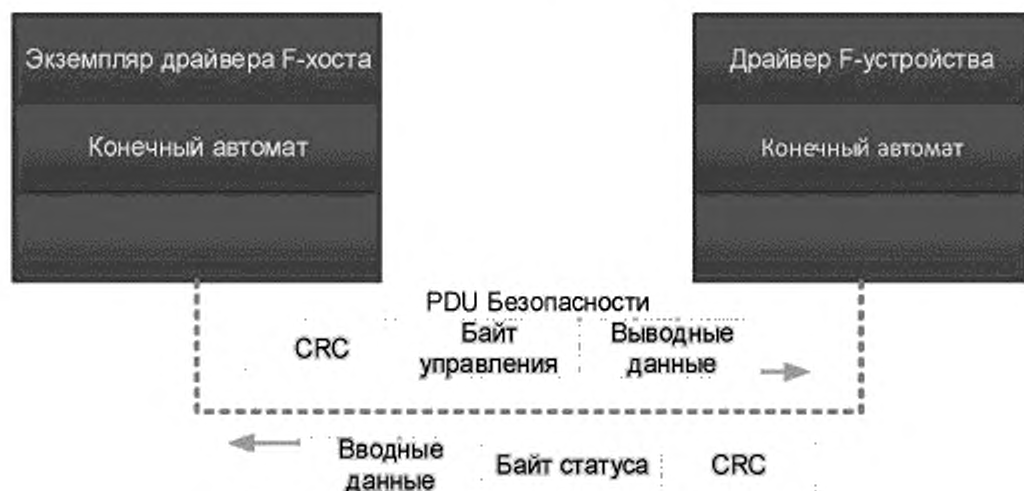 Экземпляр драйвера F-хоста
Конечный автомат
Драйвер F-устройства
Конечный автомат
PDU Безопасности
CRC
Байт
управления
Выводные
данные
Вводные
данные
Байт статуса
CRC